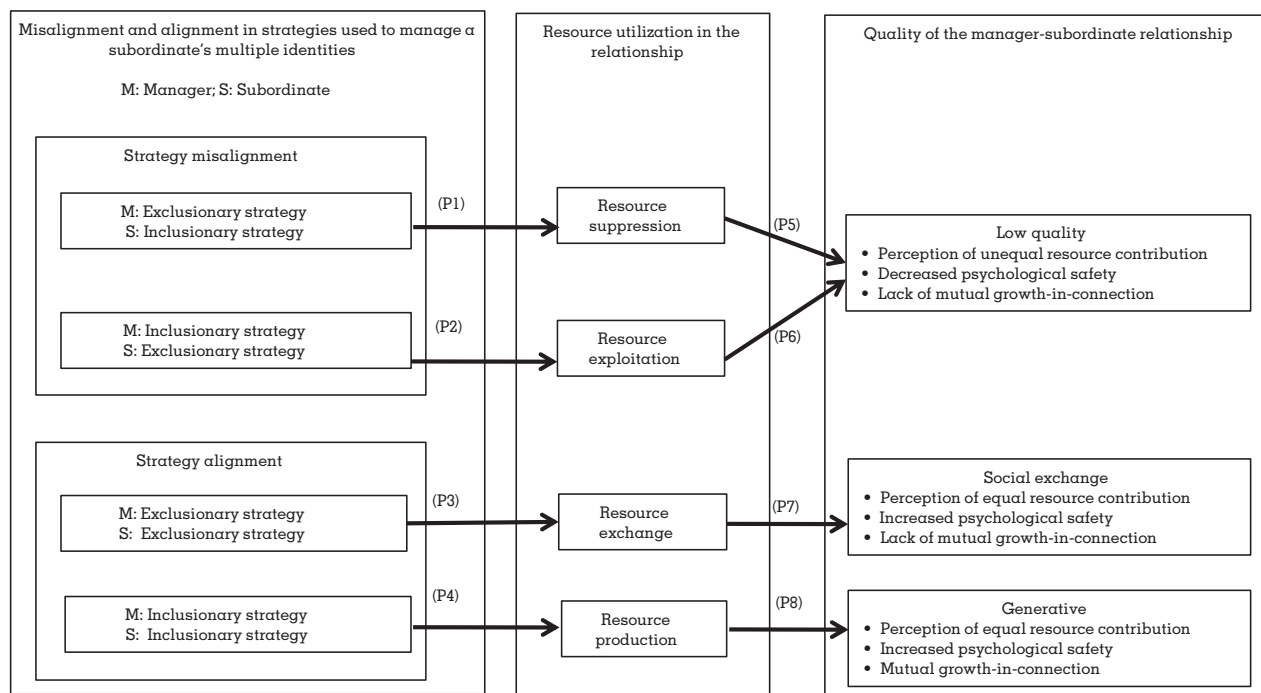 Misalignment and alignment in strategies used to manage a
subordinate's multiple identities
M: Manager; S: Subordinate
Strategy misalignment
M: Exclusionary strategy
S: Inclusionary strategy
(P1)
M: Inclusionary strategy
S: Exclusionary strategy
(P2)
Strategy alignment
M: Exclusionary strategy
S: Exclusionary strategy
(P3)
M: Inclusionary strategy
S: Inclusionary strategy
(P4)
Resource utilization in the
relationship
Resource
suppression
(P5)
Resource
exploitation
(P6)
Resource
exchange
(P7)
Resource
production
(P8)
Quality of the manager-subordinate relationship
Low quality
• Perception of unequal resource contribution
• Decreased psychological safety
• Lack of mutual growth-in-connection
Social exchange
• Perception of equal resource contribution
• Increased psychological safety
• Lack of mutual growth-in-connection
Generative
• Perception of equal resource contribution
• Increased psychological safety
• Mutual growth-in-connection